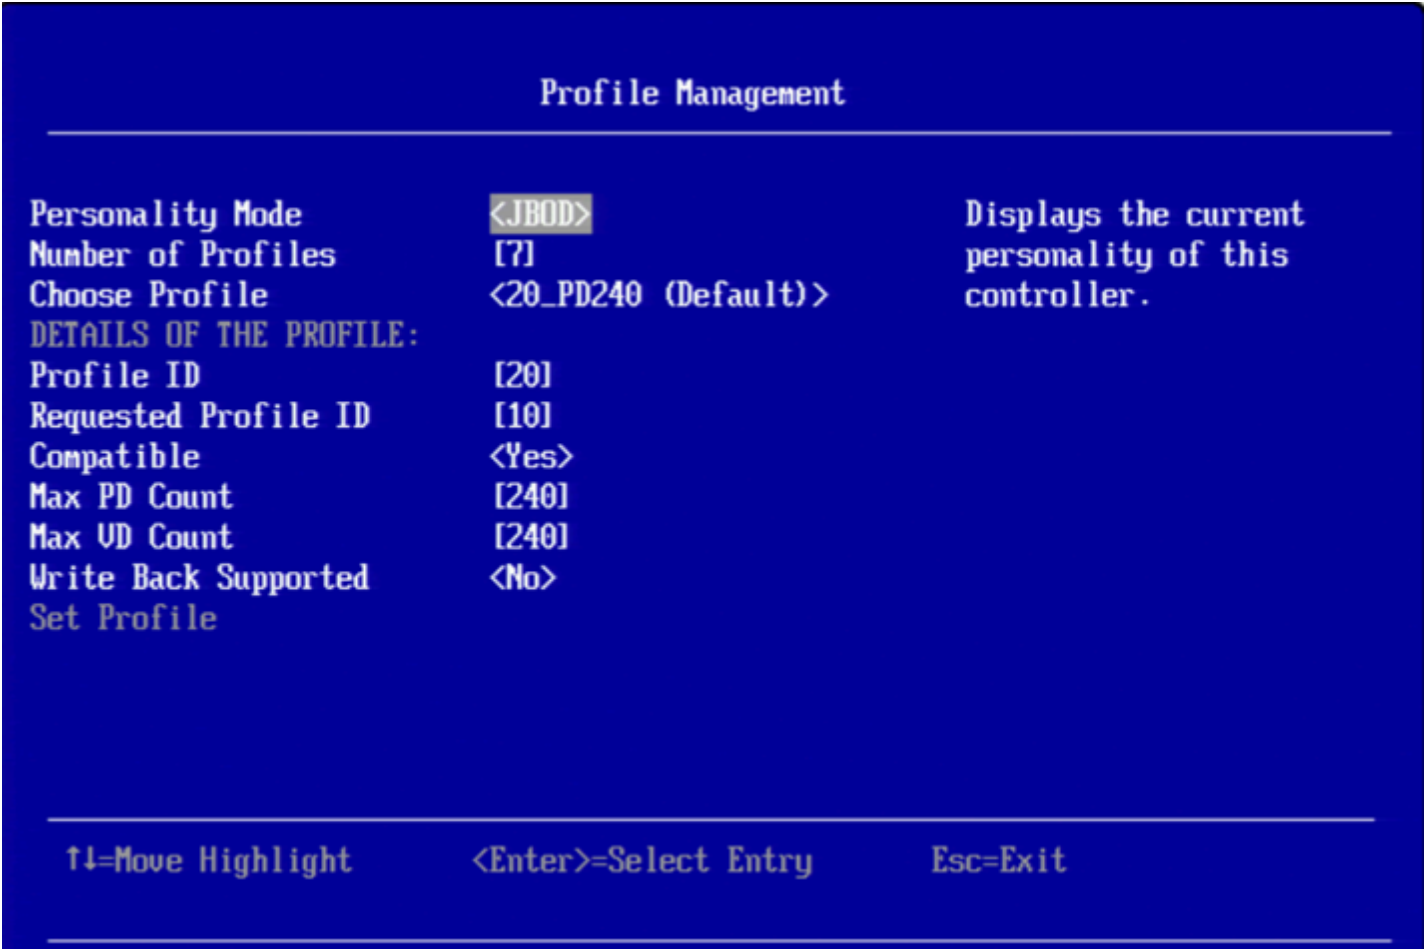 Profile Management
Personality Mode <JBOD> Displays the current
Number of Profiles [7] personality of this
Choose Profile <20_PD240 (Default)> controller.
DETAILS OF THE PROFILE:
Profile ID [20]
Requested Profile ID [10]
Compatible <Yes>
Max PD Count [240]
Max VD Count [240]
Write Back Supported <No>
Set Profile
↑↓=Move Highlight <Enter>=Select Entry Esc=Exit